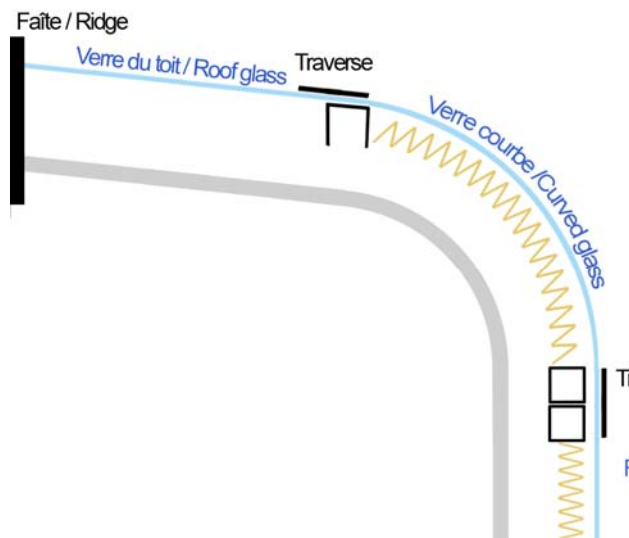 Faîte / Ridge
Verre du toit / Roof glass
Traverse
Verre courbe /Curved glass